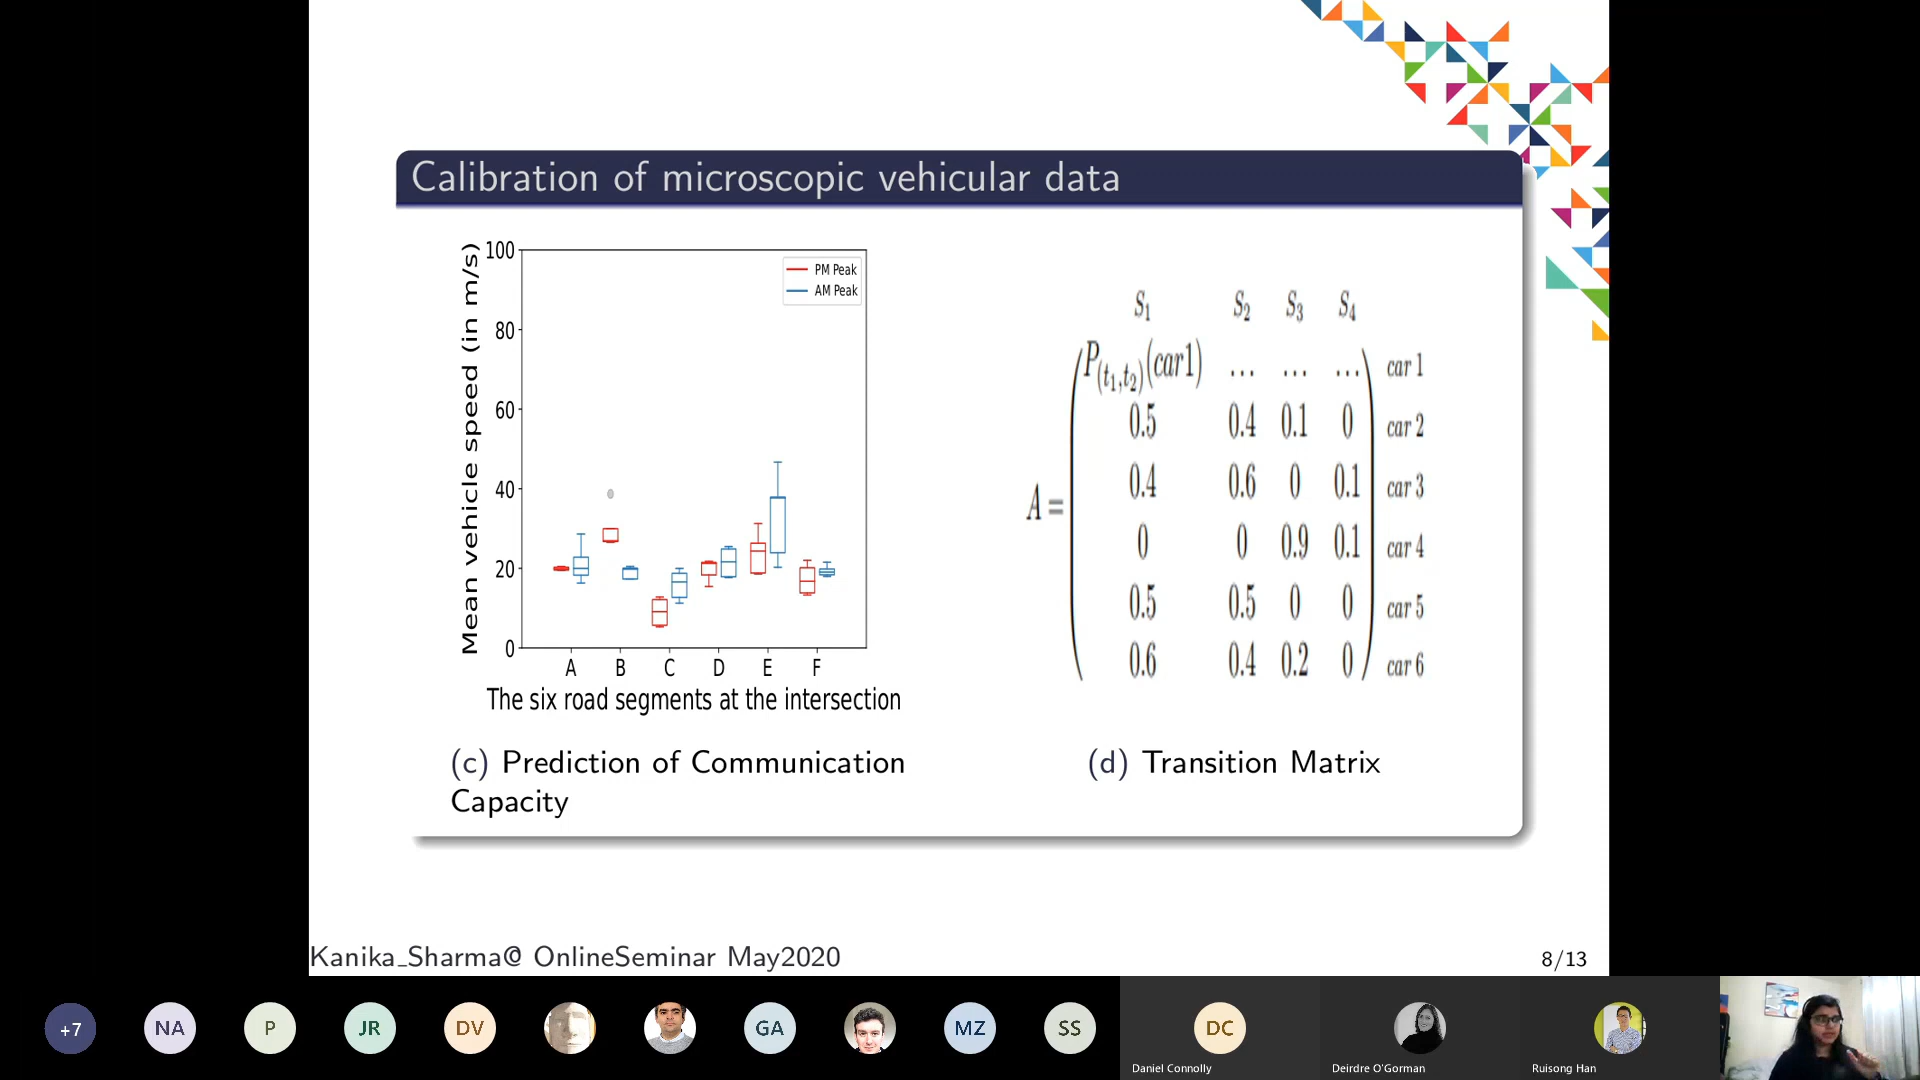 Calibration of microscopic vehicular data
Mean vehicle speed (in m/s)
100
80
60
40
20
0
PM Peak
AM Peak
A B C D E F
The six road segments at the intersection
(c) Prediction of Communication
Capacity
S1 S2 S3 S4
P(t1,t2)(car1) ... ... ... car 1
0.5 0.4 0.1 0 car 2
0.4 0.6 0 0.1 car 3
A =
0 0 0.9 0.1 car 4
0.5 0.5 0 0 car 5
0.6 0.4 0.2 0 car 6
(d) Transition Matrix
Kanika_Sharma@ OnlineSeminar May2020
8/13
+7 NA P JR DV GA MZ SS DC
Daniel Connolly
Deirdre O'Gorman
Ruisong Han